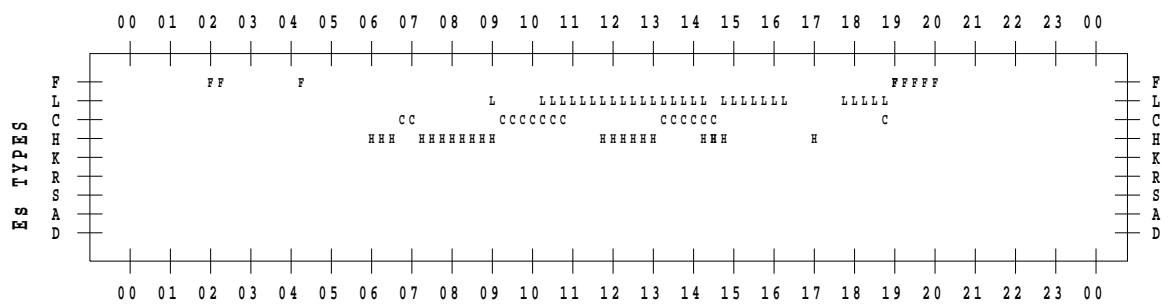 00 01 02 03 04 05 06 07 08 09 10 11 12 13 14 15 16 17 18 19 20 21 22 23 00
F FF F FFFFF F
L L LLLLLLLLLLLLLLLLL LLLLLLL LLLLL L
C CC CCCCCCC CCCCCC C C
H HHH HHHHHHHH HHHHHH HHH H H
K K
R R
S S
A A
D D
Es TYPES
00 01 02 03 04 05 06 07 08 09 10 11 12 13 14 15 16 17 18 19 20 21 22 23 00